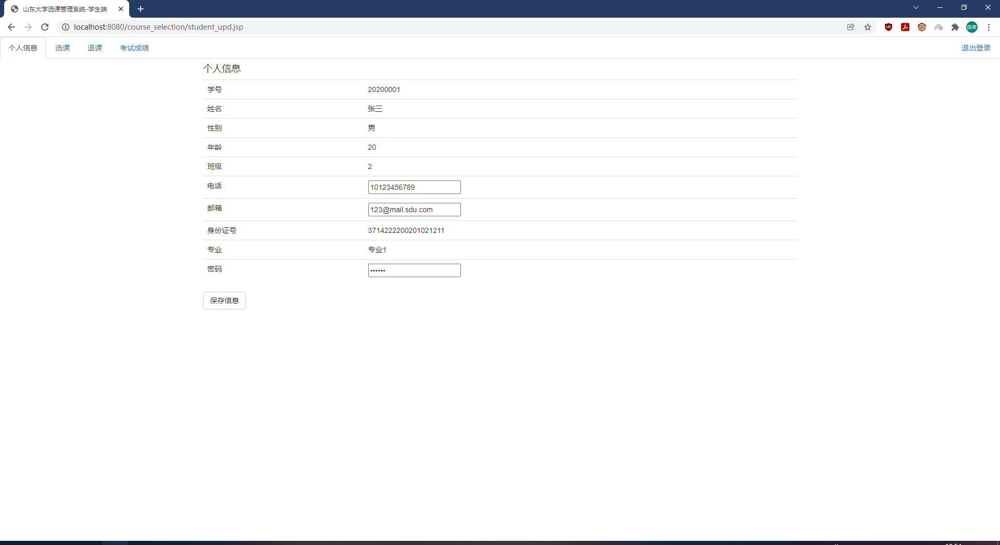 山东大学选课管理系统-学生端
localhost:8080/course_selection/student_upd.jsp
国泰
个人信息 选课 退课 考试成绩 退出登录
个人信息
学号 20200001
姓名 张三
性别 男
年龄 20
班级 2
电话 10123456789
邮箱 123@mail.sdu.com
身份证号 3714222200201021211
专业 专业1
密码 ••••••
保存信息